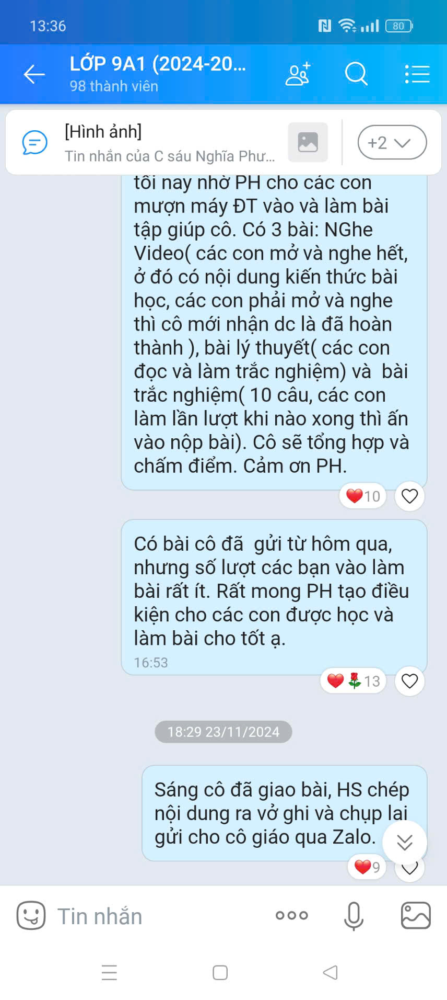 13:36
80
LỚP 9A1 (2024-20...
98 thành viên
[Hình ảnh]
Tin nhắn của C sáu Nghĩa Phư...
+2
tối nay nhờ PH cho các con
mượn máy ĐT vào và làm bài
tập giúp cô. Có 3 bài: NGhe
Video( các con mở và nghe hết,
ở đó có nội dung kiến thức bài
học, các con phải mở và nghe
thì cô mới nhận dc là đã hoàn
thành ), bài lý thuyết( các con
đọc và làm trắc nghiệm) và  bài
trắc nghiệm( 10 câu, các con
làm lần lượt khi nào xong thì ấn
vào nộp bài). Cô sẽ tổng hợp và
chấm điểm. Cảm ơn PH.
10
Có bài cô đã  gửi từ hôm qua,
nhưng số lượt các bạn vào làm
bài rất ít. Rất mong PH tạo điều
kiện cho các con được học và
làm bài cho tốt ạ.
16:53
13
18:29 23/11/2024
Sáng cô đã giao bài, HS chép
nội dung ra vở ghi và chụp lại
gửi cho cô giáo qua Zalo.
9
Tin nhắn